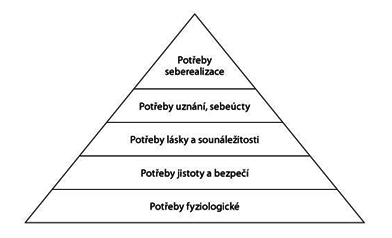 Potřeby
seberealizace
Potřeby uznání, sebeúcty
Potřeby lásky a sounáležitosti
Potřeby jistoty a bezpečí
Potřeby fyziologické